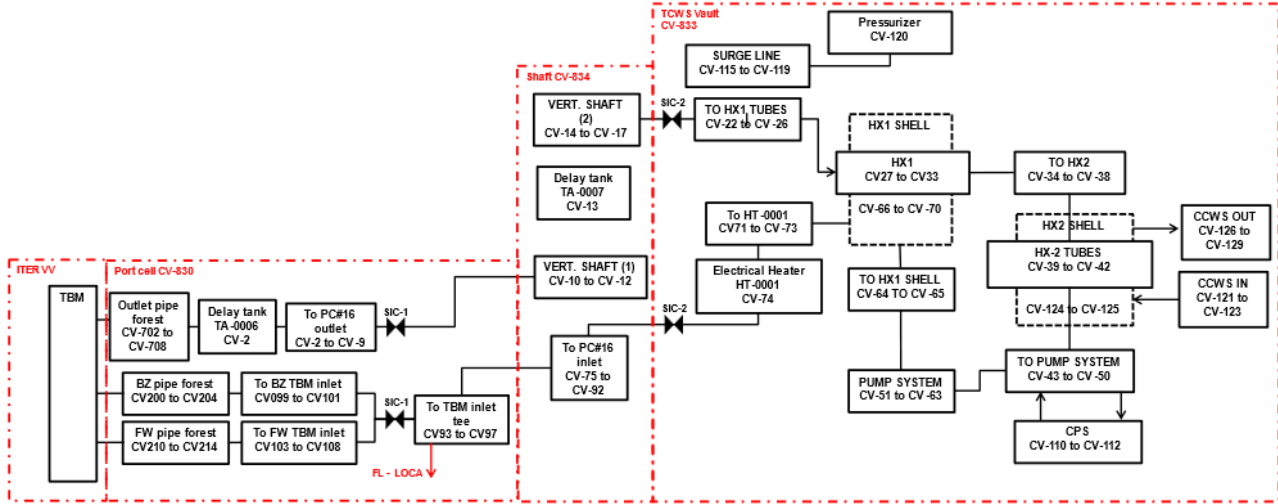 TCWS Vault
CV-833
Pressurizer
CV-120
SURGE LINE
CV-115 to CV-119
Shaft CV-834
VERT. SHAFT
(2)
CV-14 to CV -17
SIC-2
TO HX1 TUBES
CV-22 to CV -26
HX1 SHELL
HX1
CV27 to CV33
CV-66 to CV -70
TO HX2
CV-34 to CV -38
Delay tank
TA-0007
CV-13
To HT -0001
CV71 to CV -73
HX2 SHELL
HX-2 TUBES
CV-39 to CV -42
CV-124 to CV-125
CCWS OUT
CV-126 to
CV-129
CCWS IN
CV-121 to
CV-123
ITER VV
TBM
Port cell CV-830
VERT. SHAFT (1)
CV-10 to CV -12
Electrical Heater
HT-0001
CV-74
TO HX1 SHELL
CV-64 TO CV -65
Outlet pipe
forest
CV-702 to
CV-708
Delay tank
TA -0006
CV-2
To PC#16
outlet
CV-2 to CV -9
SIC-1
SIC-2
To PC#16
inlet
CV-75 to
CV-92
BZ pipe forest
CV200 to CV204
To BZ TBM inlet
CV099 to CV101
SIC-1
To TBM inlet
tee
CV93 to CV97
FW pipe forest
CV210 to CV214
To FW TBM inlet
CV103 to CV108
FL - LOCA
PUMP SYSTEM
CV-51 to CV -63
TO PUMP SYSTEM
CV-43 to CV -50
CPS
CV-110 to CV -112